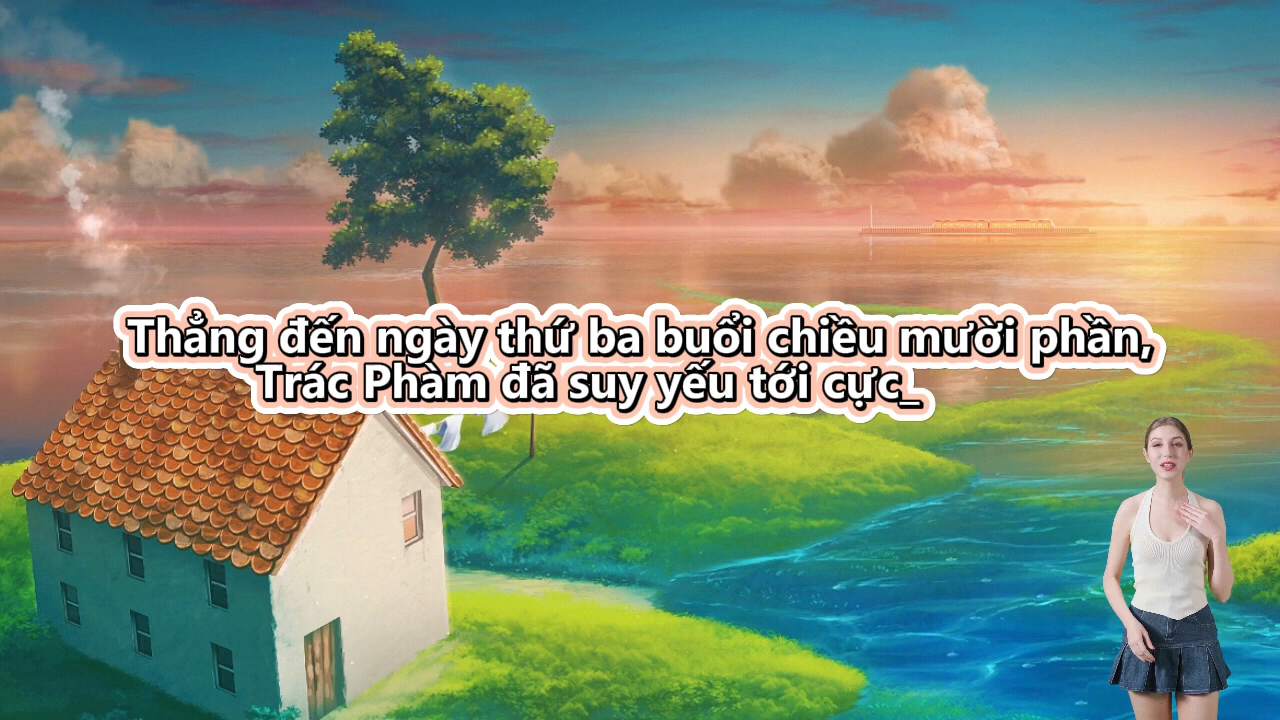 Thẳng đến ngày thứ ba buổi chiều mười phần,
Trác Phàm đã suy yếu tới cực_